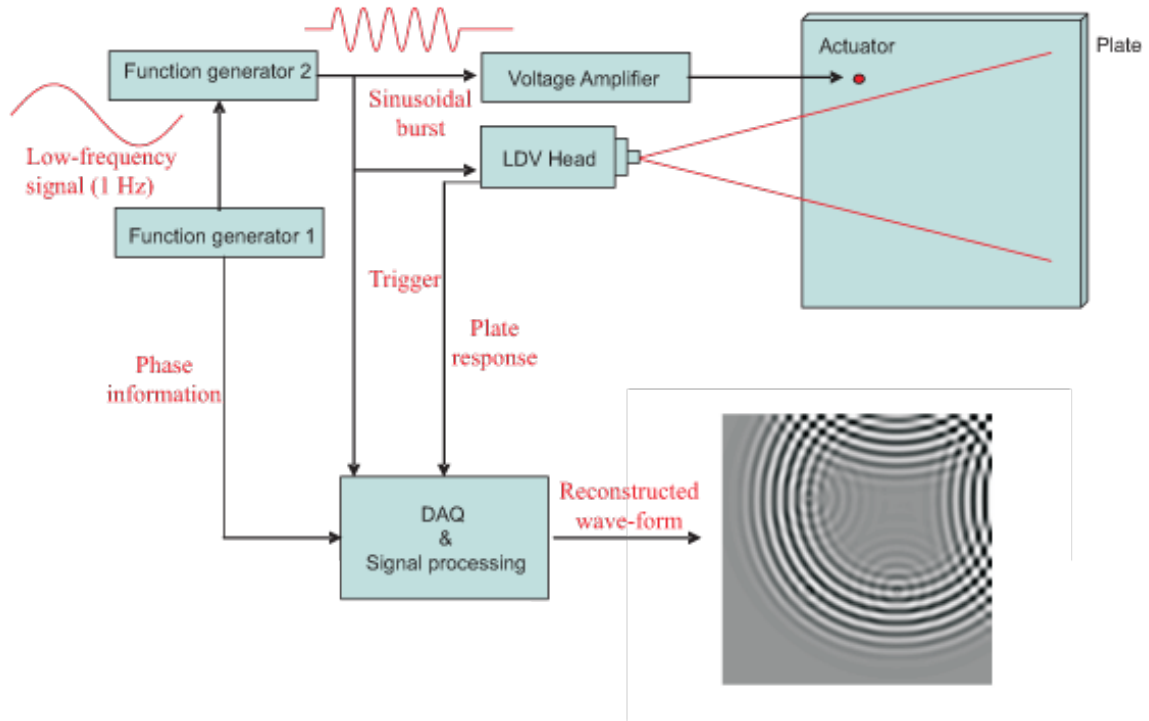 Function generator 2
Voltage Amplifier
Actuator
Plate
Sinusoidal
burst
LDV Head
Low-frequency
signal (1 Hz)
Function generator 1
Trigger
Plate
response
Phase
information
DAQ
&
Signal processing
Reconstructed
wave-form